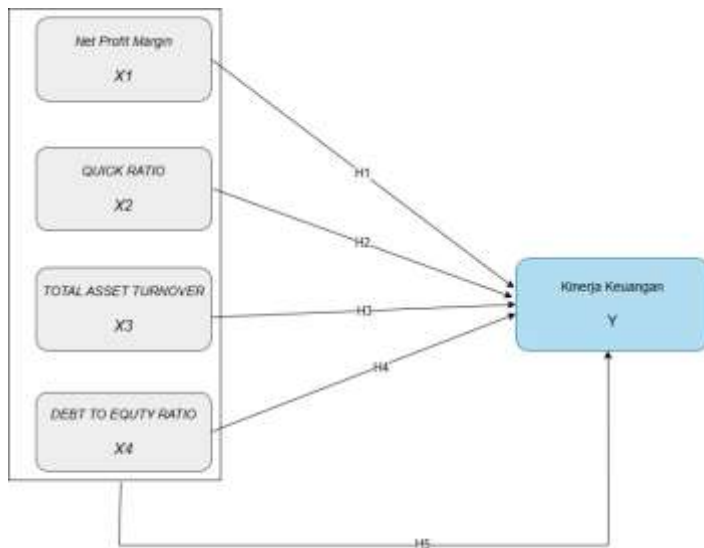 Net Profit Margin
X1
QUICK RATIO
X2
TOTAL ASSET TURNOVER
X3
DEBT TO EQUTY RATIO
X4
H1
H2
H3
H4
Kinerja Keuangan
Y
H5